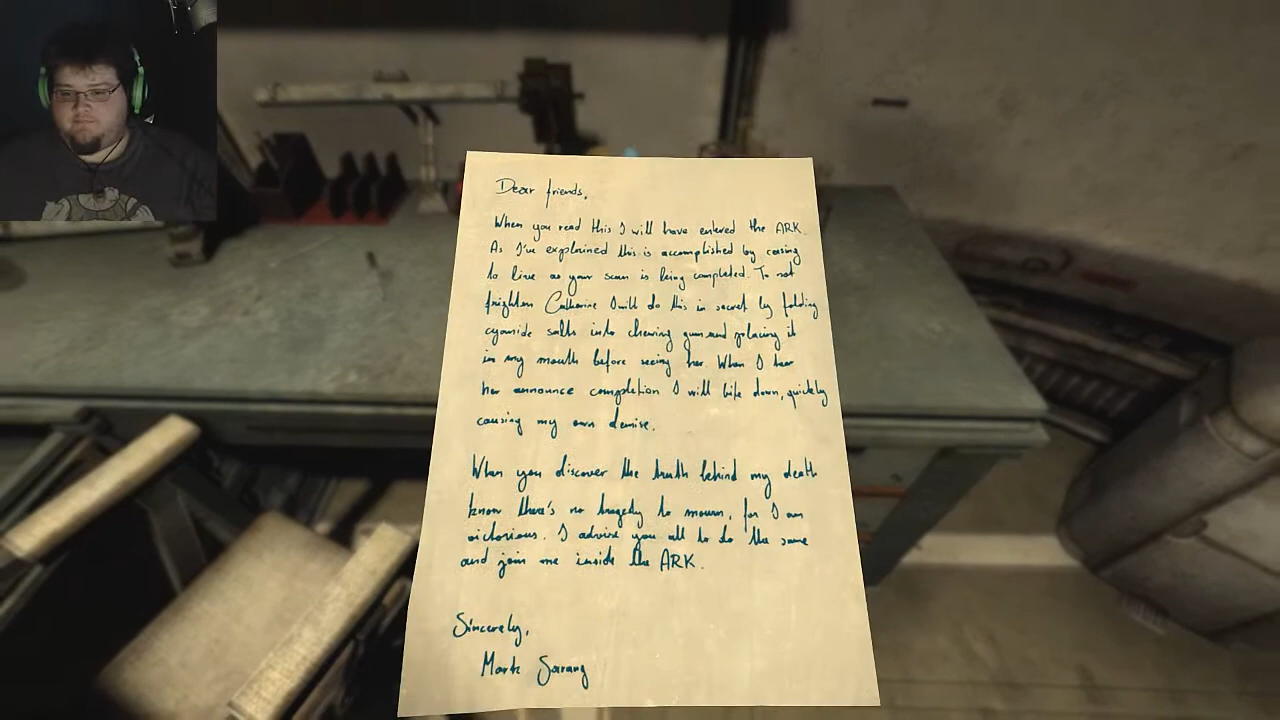 Dear friends,
When you read this I will have entered the ARK.
As I've explained this is accomplished by ceasing
to live as your scan is being completed. To not
frighten Catherine I will do this in secret by folding
cyanide salts into chewing gum and placing it
in my mouth before seeing her. When I hear
her announce completion I will bite down, quickly
causing my own demise.
When you discover the truth behind my death
know there's no tragedy to mourn, for I am
victorious. I advise you all to do the same
and join me inside the ARK.
Sincerely,
Mark Sarang